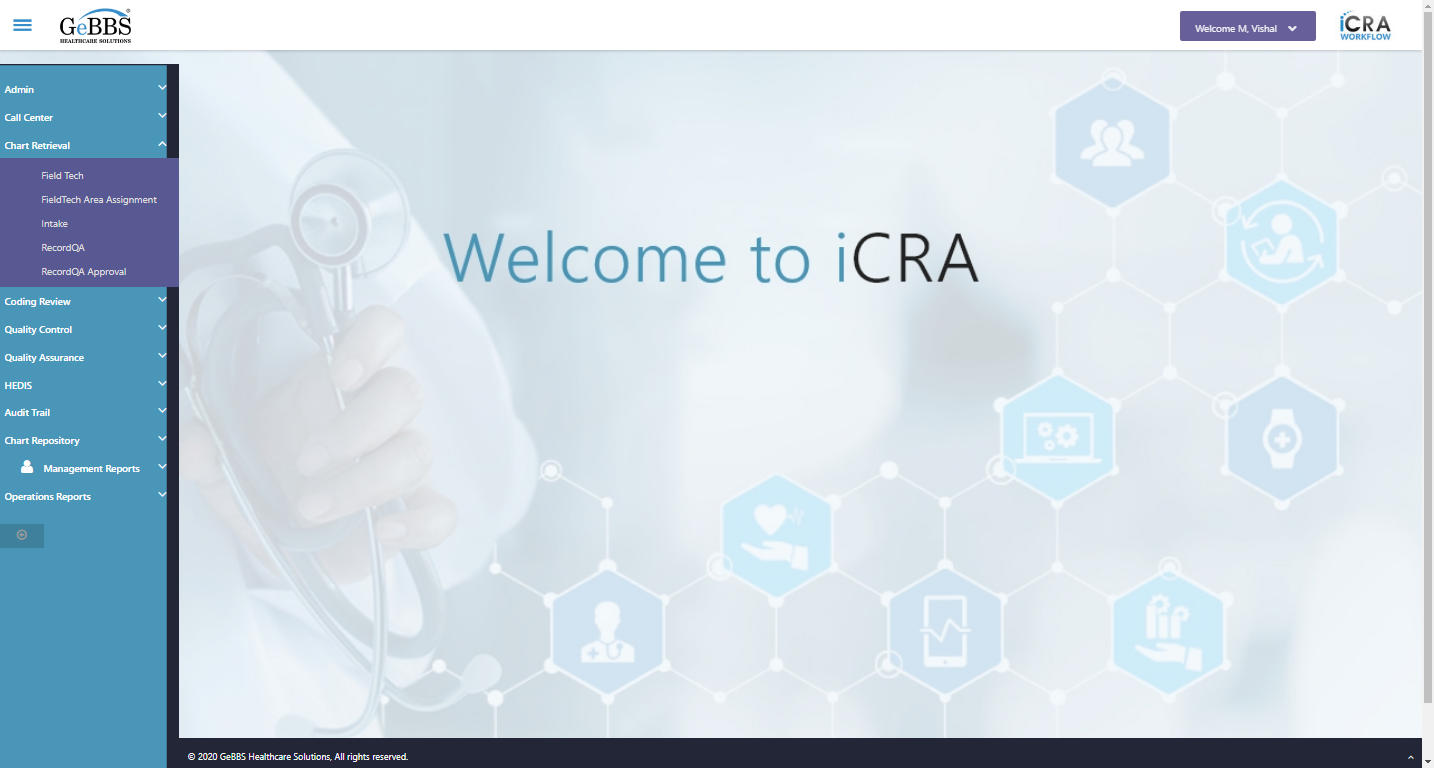 GeBBS
HEALTHCARE SOLUTIONS
Welcome M, Vishal
iCRA
WORKFLOW
Admin
Call Center
Chart Retrieval
Field Tech
FieldTech Area Assignment
Intake
RecordQA
RecordQA Approval
Coding Review
Quality Control
Quality Assurance
HEDIS
Audit Trail
Chart Repository
Management Reports
Operations Reports
Welcome to iCRA
© 2020 GeBBS Healthcare Solutions, All rights reserved.